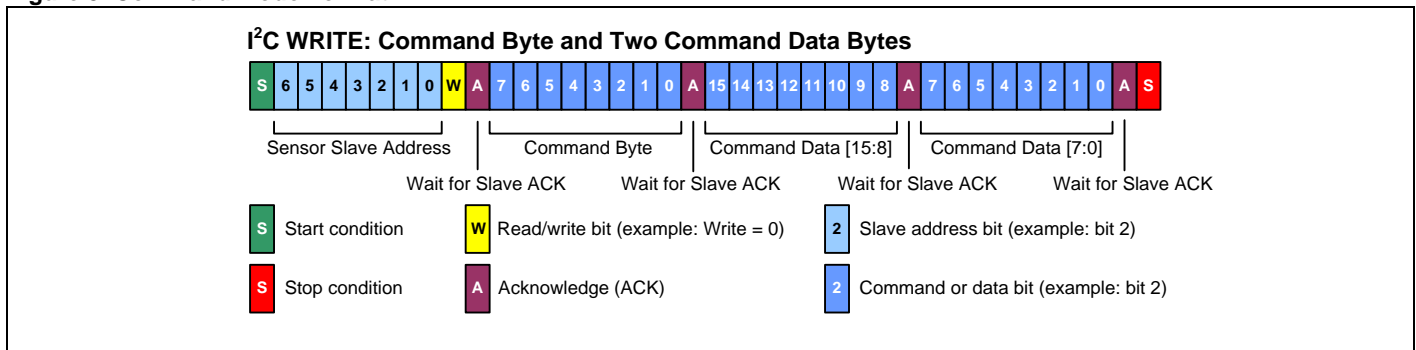 I²C WRITE: Command Byte and Two Command Data Bytes
S 6 5 4 3 2 1 0 W A 7 6 5 4 3 2 1 0 A 15 14 13 12 11 10 9 8 A 7 6 5 4 3 2 1 0 A S
Sensor Slave Address Command Byte Command Data [15:8] Command Data [7:0]
Wait for Slave ACK Wait for Slave ACK Wait for Slave ACK Wait for Slave ACK
S Start condition W Read/write bit (example: Write = 0) 2 Slave address bit (example: bit 2)
S Stop condition A Acknowledge (ACK) 2 Command or data bit (example: bit 2)